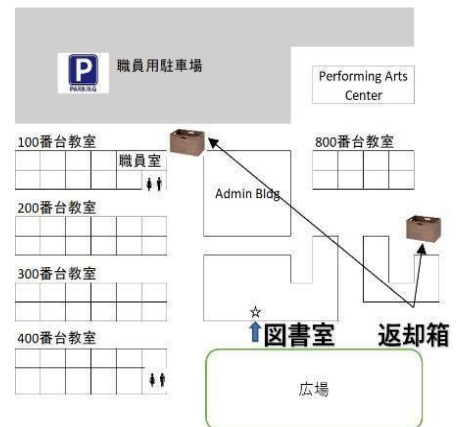 P
PARKING
職員用駐車場
Performing Arts
Center
100番台教室
職員室
800番台教室
Admin Bldg
200番台教室
300番台教室
400番台教室
☆
図書室
返却箱
広場